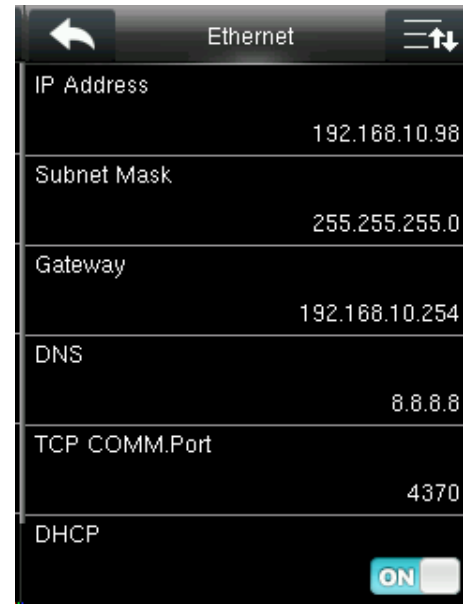 Ethernet
IP Address
192.168.10.98
Subnet Mask
255.255.255.0
Gateway
192.168.10.254
DNS
8.8.8.8
TCP COMM.Port
4370
DHCP
ON